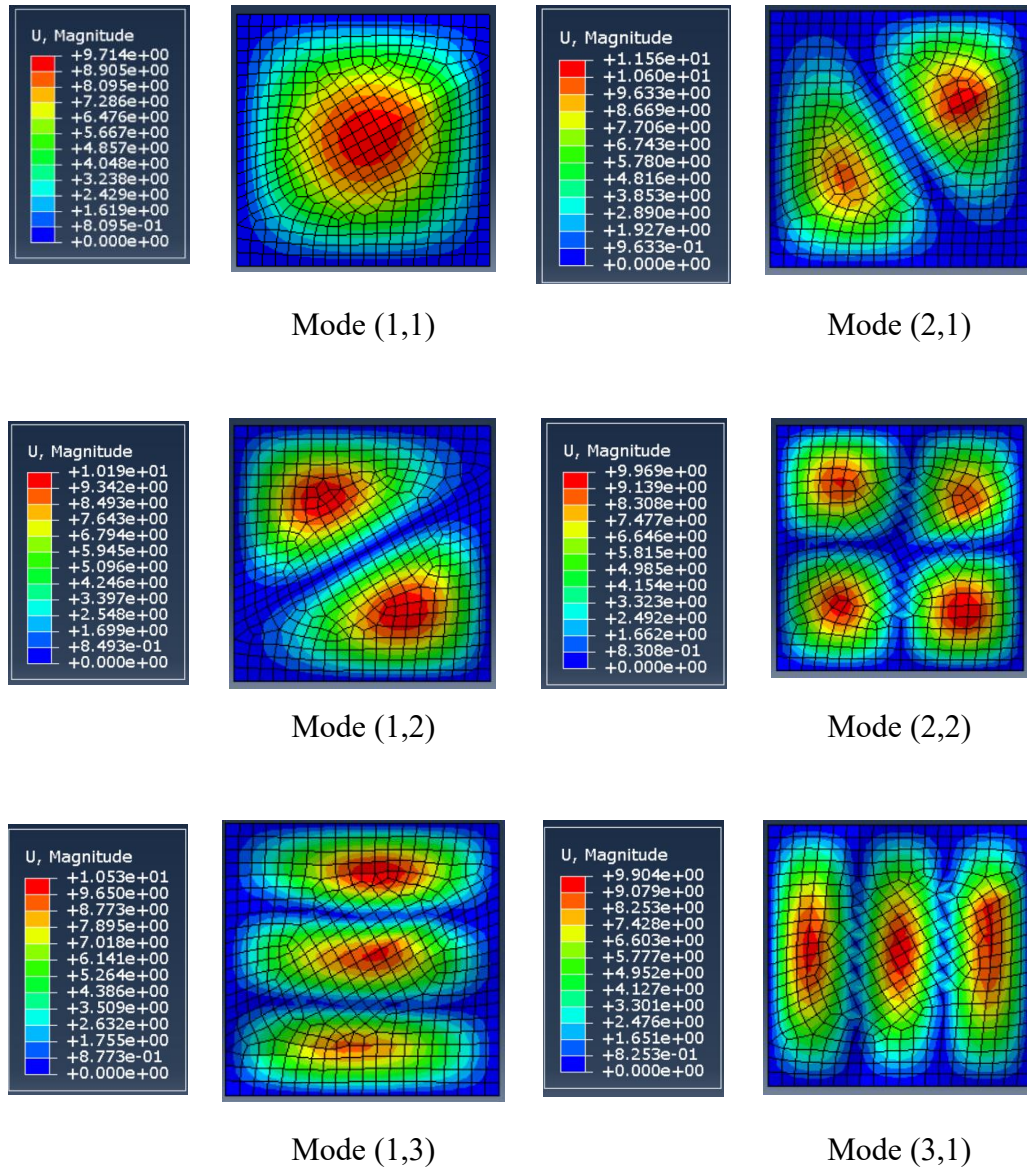 U, Magnitude
+9.714e+00
+8.905e+00
+8.095e+00
+7.286e+00
+6.476e+00
+5.667e+00
+4.857e+00
+4.048e+00
+3.238e+00
+2.429e+00
+1.619e+00
+8.095e-01
+0.000e+00
Mode (1,1)
U, Magnitude
+1.156e+01
+1.060e+01
+9.633e+00
+8.669e+00
+7.706e+00
+6.743e+00
+5.780e+00
+4.816e+00
+3.853e+00
+2.890e+00
+1.927e+00
+9.633e-01
+0.000e+00
Mode (2,1)
U, Magnitude
+1.019e+01
+9.342e+00
+8.493e+00
+7.643e+00
+6.794e+00
+5.945e+00
+5.096e+00
+4.246e+00
+3.397e+00
+2.548e+00
+1.699e+00
+8.493e-01
+0.000e+00
Mode (1,2)
U, Magnitude
+9.969e+00
+9.139e+00
+8.308e+00
+7.477e+00
+6.646e+00
+5.815e+00
+4.985e+00
+4.154e+00
+3.323e+00
+2.492e+00
+1.662e+00
+8.308e-01
+0.000e+00
Mode (2,2)
U, Magnitude
+1.053e+01
+9.650e+00
+8.773e+00
+7.895e+00
+7.018e+00
+6.141e+00
+5.264e+00
+4.386e+00
+3.509e+00
+2.632e+00
+1.755e+00
+8.773e-01
+0.000e+00
Mode (1,3)
U, Magnitude
+9.904e+00
+9.079e+00
+8.253e+00
+7.428e+00
+6.603e+00
+5.777e+00
+4.952e+00
+4.127e+00
+3.301e+00
+2.476e+00
+1.651e+00
+8.253e-01
+0.000e+00
Mode (3,1)